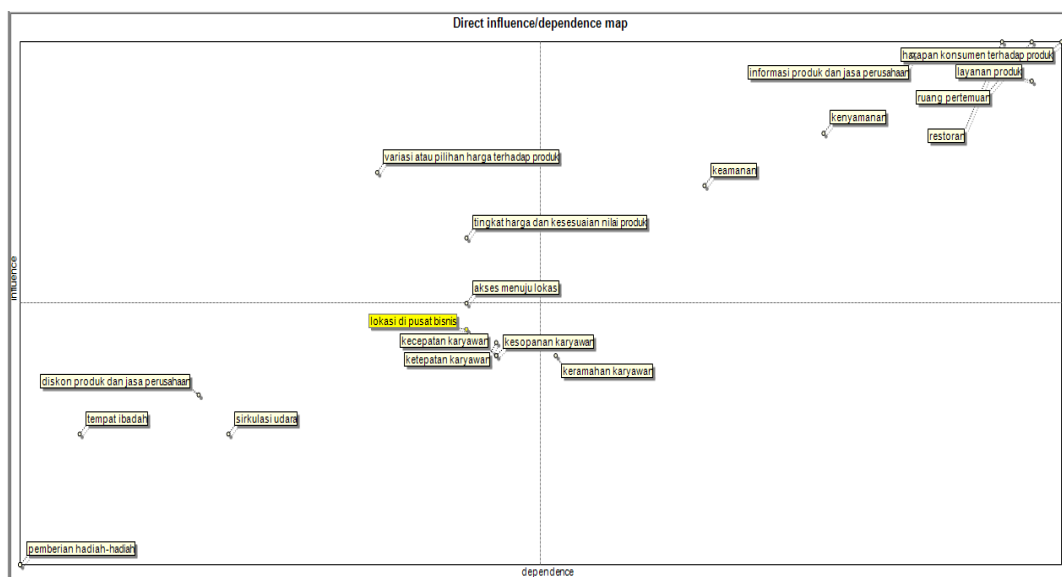 Direct influence/dependence map
harapan konsumen terhadap produk
informasi produk dan jasa perusahaan
layanan produk
ruang pertemuan
kenyamanan
restoran
variasi atau pilihan harga terhadap produk
keamanan
tingkat harga dan kesesuaian nilai produk
influence
akses menuju lokasi
lokasi di pusat bisnis
kecepatan karyawan
kesopanan karyawan
ketepatan karyawan
keramahan karyawan
diskon produk dan jasa perusahaan
tempat ibadah
sirkulasi udara
pemberian hadiah-hadiah
dependence